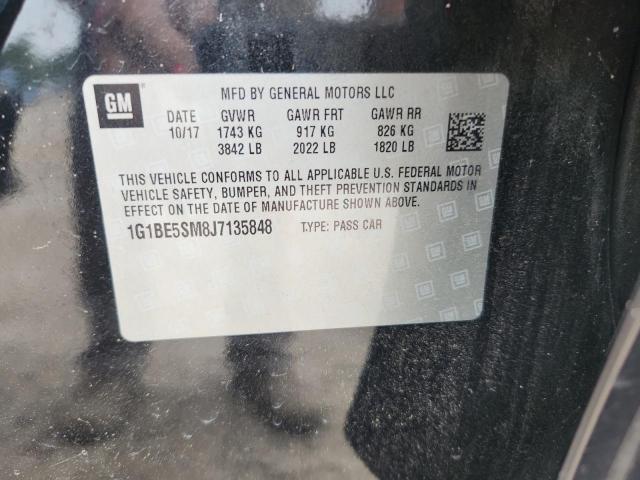 GM
MFD BY GENERAL MOTORS LLC
DATE GVWR GAWR FRT GAWR RR
10/17 1743 KG 917 KG 826 KG
3842 LB 2022 LB 1820 LB
THIS VEHICLE CONFORMS TO ALL APPLICABLE U.S. FEDERAL MOTOR
VEHICLE SAFETY, BUMPER, AND THEFT PREVENTION STANDARDS IN
EFFECT ON THE DATE OF MANUFACTURE SHOWN ABOVE.
1G1BE5SM8J7135848 TYPE: PASS CAR